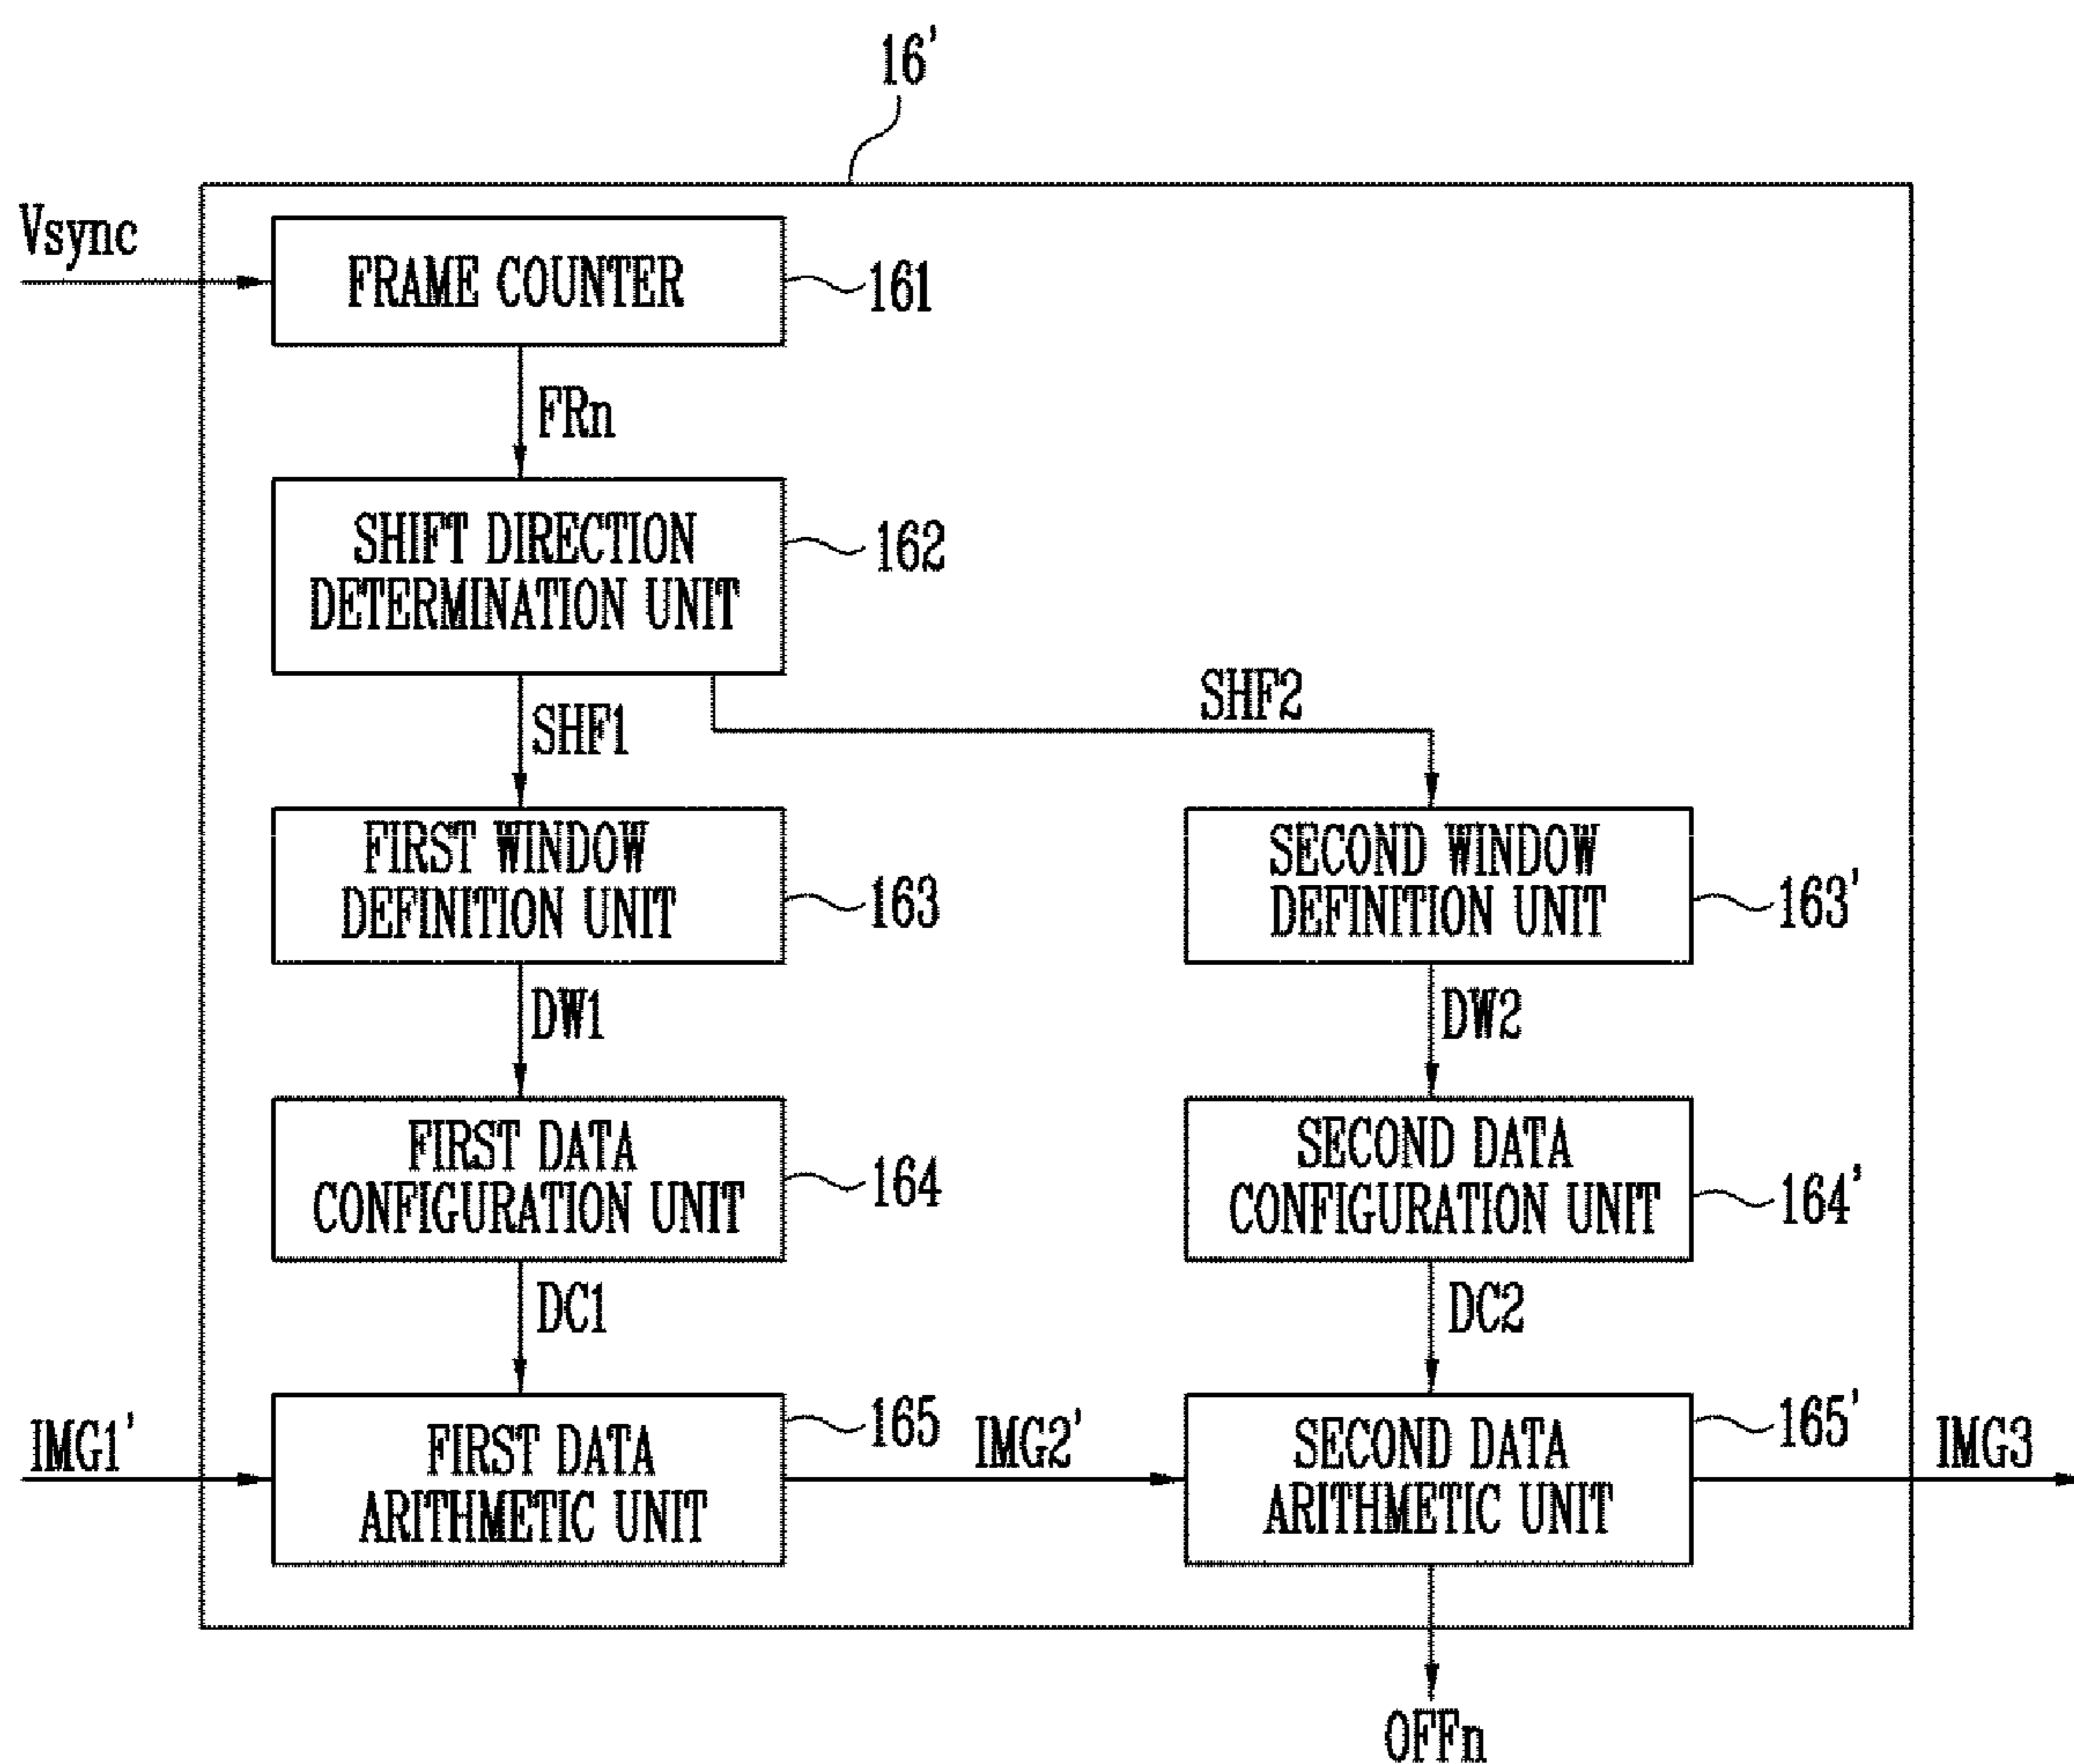 16'
Vsync
FRAME COUNTER
161
FRn
SHIFT DIRECTION
DETERMINATION UNIT
162
SHF1
SHF2
FIRST WINDOW
DEFINITION UNIT
163
SECOND WINDOW
DEFINITION UNIT
163'
DW1
DW2
FIRST DATA
CONFIGURATION UNIT
164
SECOND DATA
CONFIGURATION UNIT
164'
DC1
DC2
IMG1'
FIRST DATA
ARITHMETIC UNIT
165
IMG2'
SECOND DATA
ARITHMETIC UNIT
165'
IMG3
OFFn